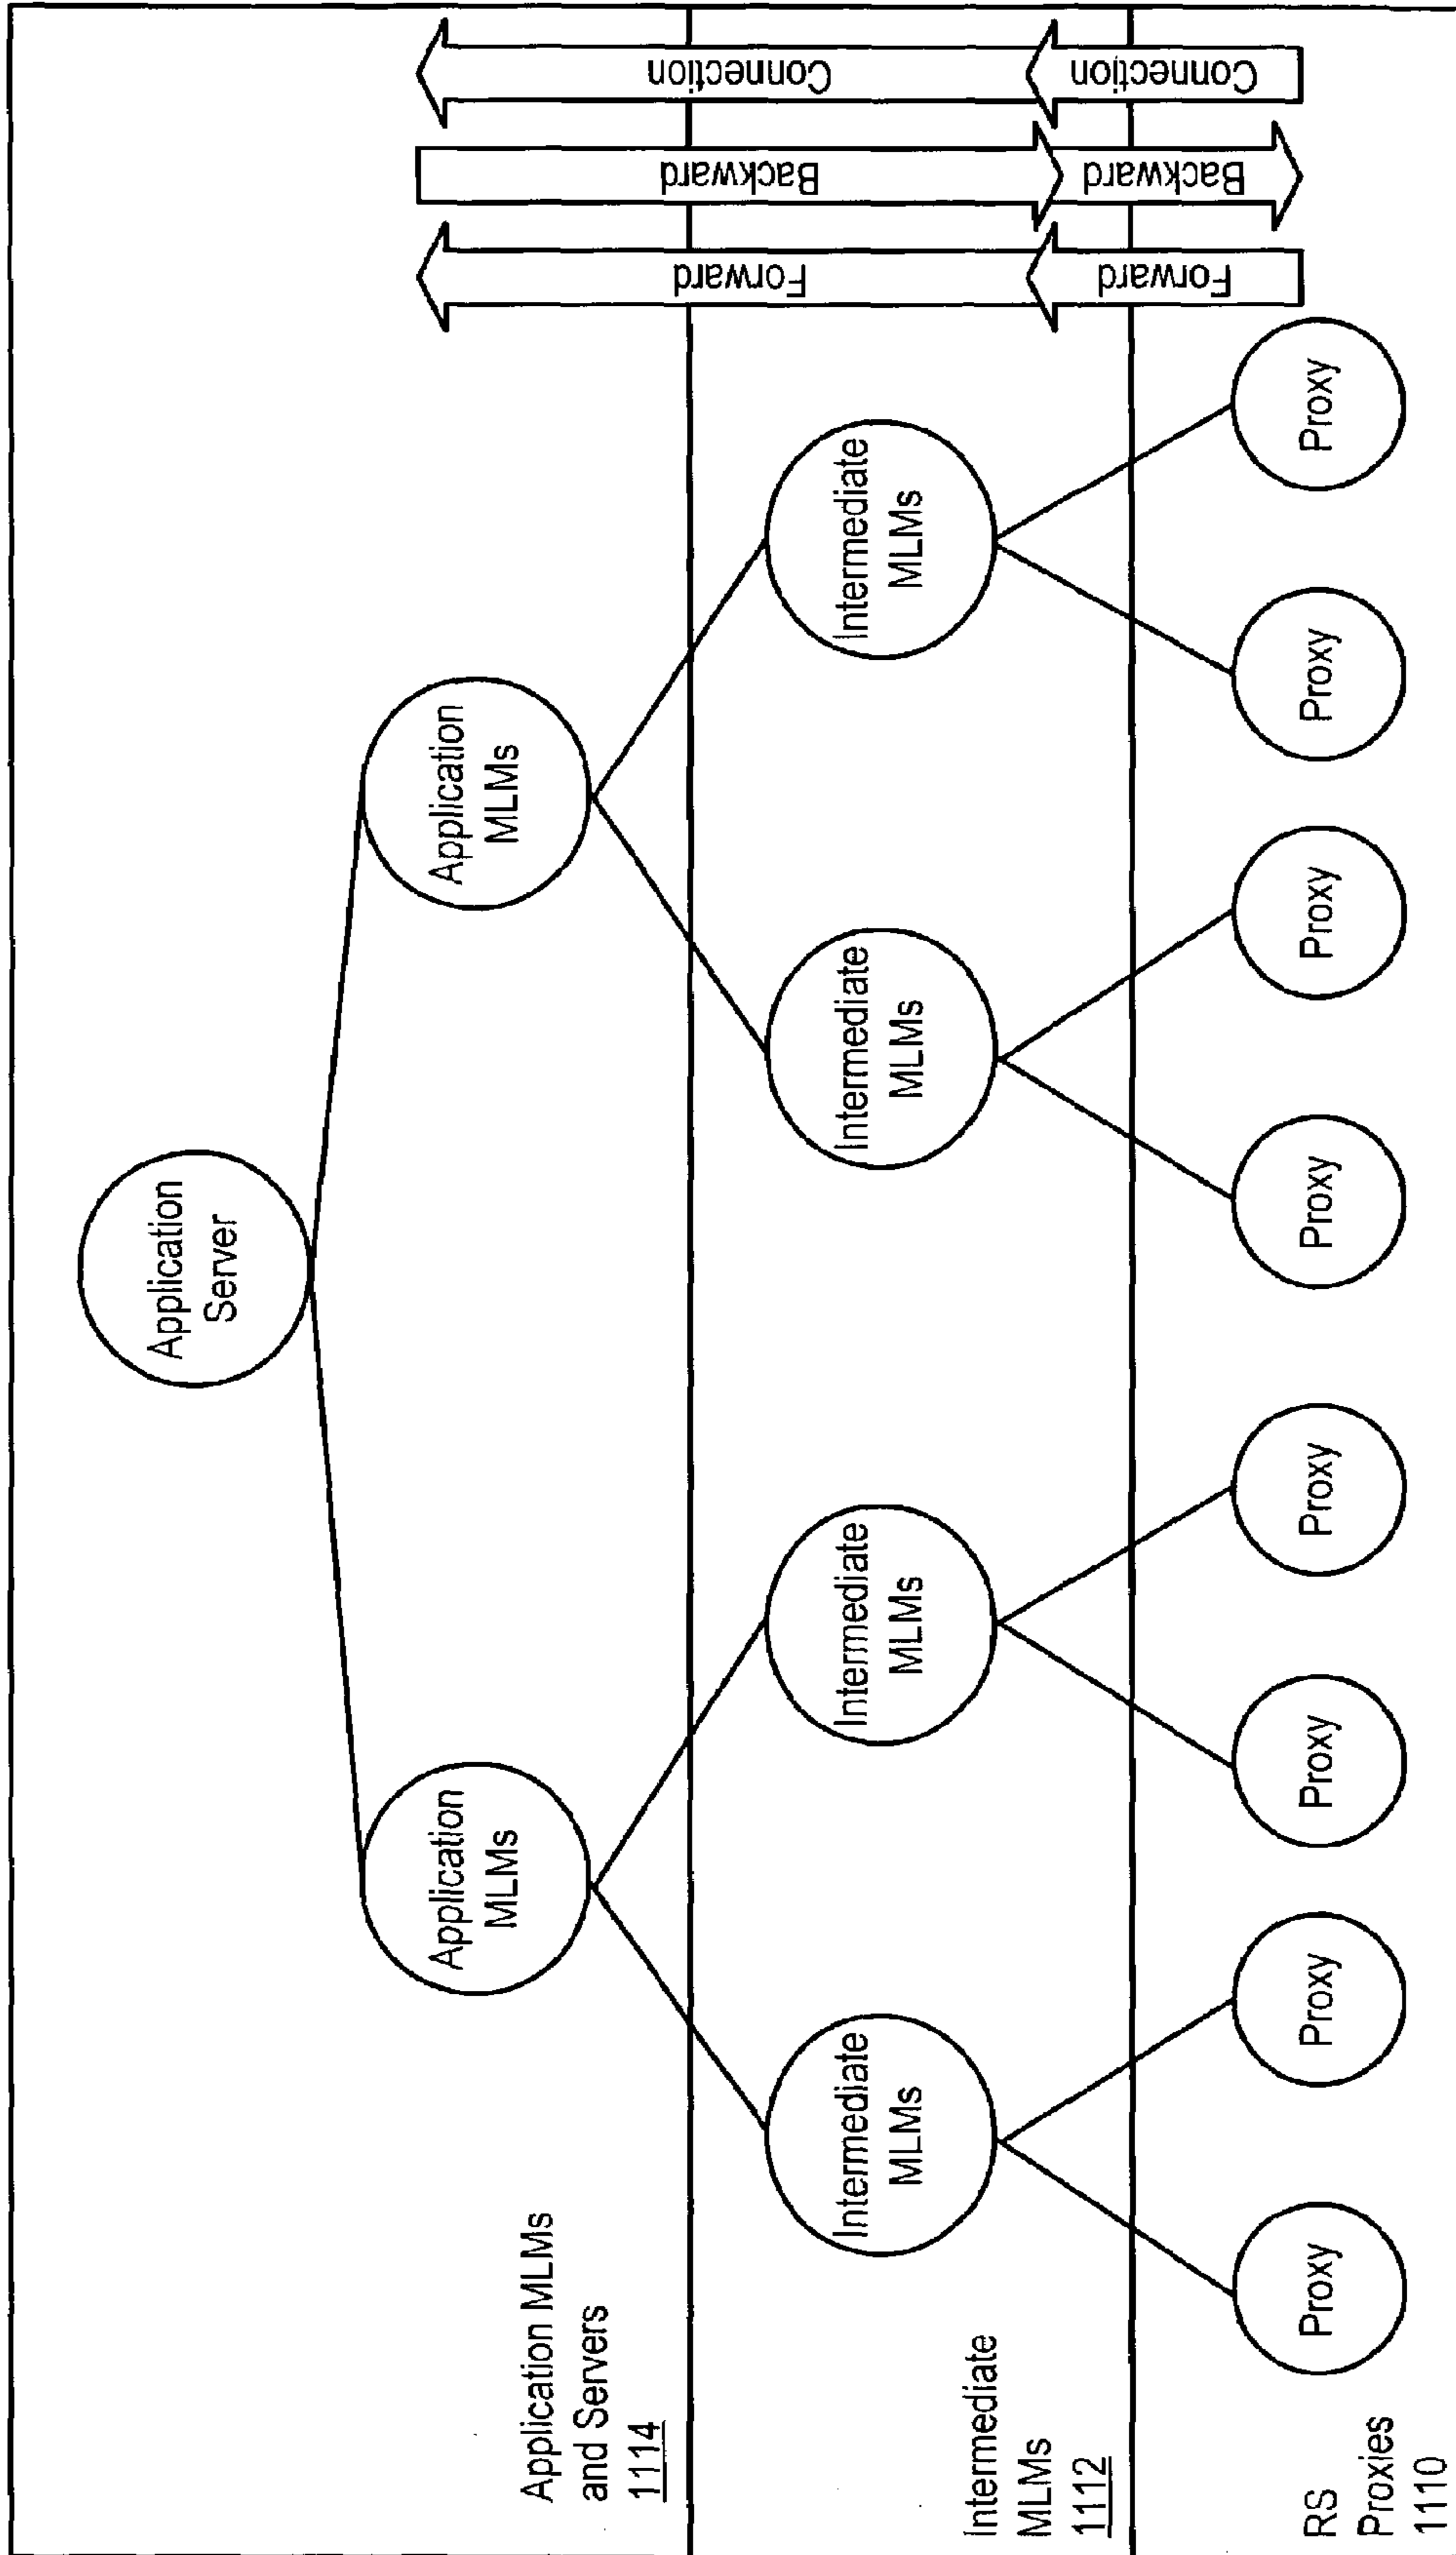 Application
Server
Application
MLMs
Application
MLMs
Application MLMs
and Servers
1114
Intermediate
MLMs
Intermediate
MLMs
Intermediate
MLMs
Intermediate
MLMs
Intermediate
MLMs
1112
Proxy
Proxy
Proxy
Proxy
Proxy
Proxy
Proxy
Proxy
RS
Proxies
1110
Forward
Forward
Backward
Backward
Connection
Connection